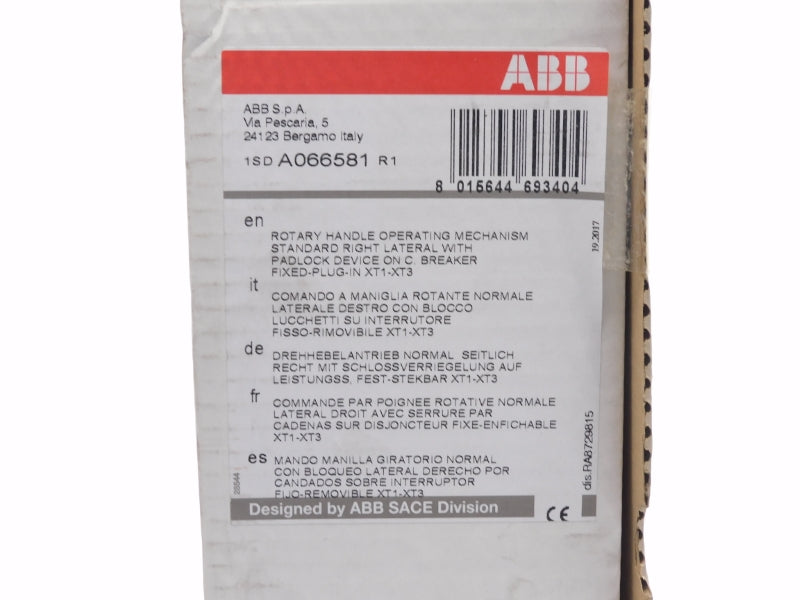 ABB
ABB S.p.A.
Via Pescaria, 5
24123 Bergamo Italy
1SD A066581 R1
8 015644 693404
en
ROTARY HANDLE OPERATING MECHANISM
STANDARD RIGHT LATERAL WITH
PADLOCK DEVICE ON C. BREAKER
FIXED-PLUG-IN XT1-XT3
it
COMANDO A MANIGLIA ROTANTE NORMALE
LATERALE DESTRO CON BLOCCO
LUCCHETTI SU INTERRUTORE
FISSO-RIMOVIBILE XT1-XT3
de
DREHHEBELANTRIEB NORMAL SEITLICH
RECHT MIT SCHLOSSVERRIEGELUNG AUF
LEISTUNGSS, FEST-STEKBAR XT1-XT3
fr
COMMANDE PAR POIGNEE ROTATIVE NORMALE
LATERAL DROIT AVEC SERRURE PAR
CADENAS SUR DISJONCTEUR FIXE-ENFICHABLE
XT1-XT3
es
MANDO MANILLA GIRATORIO NORMAL
CON BLOQUEO LATERAL DERECHO POR
CANDADOS SOBRE INTERRUPTOR
FIJO-REMOVIBLE XT1-XT3
Designed by ABB SACE Division
CE
19.2017
dis.RA8729815